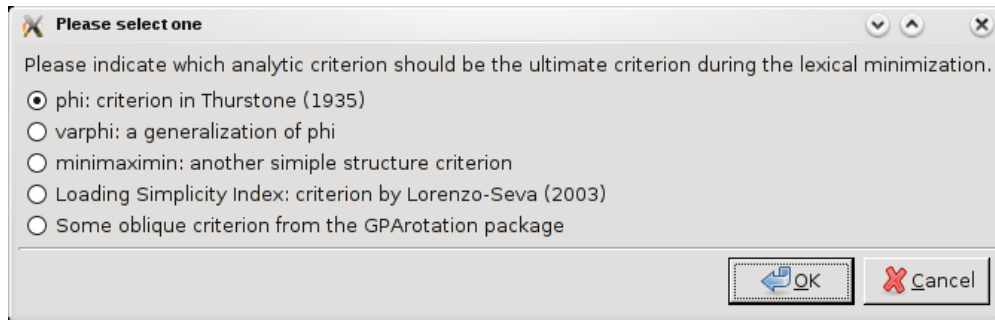 Please select one
Please indicate which analytic criterion should be the ultimate criterion during the lexical minimization.
phi: criterion in Thurstone (1935)
varphi: a generalization of phi
minimaximin: another simiple structure criterion
Loading Simplicity Index: criterion by Lorenzo-Seva (2003)
Some oblique criterion from the GPArotation package
OK
Cancel